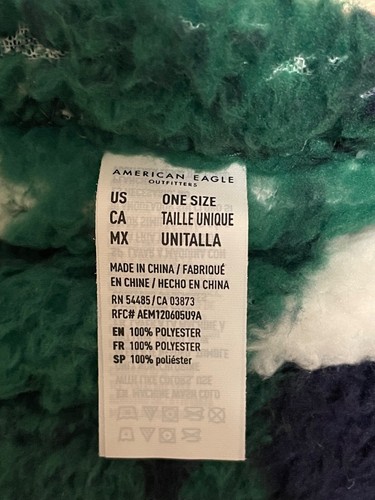 AMERICAN EAGLE
OUTFITTERS
US ONE SIZE
CA TAILLE UNIQUE
MX UNITALLA
MADE IN CHINA / FABRIQUÉ
EN CHINE / HECHO EN CHINA
RN 54485/CA 03873
RFC# AEM120605U9A
EN 100% POLYESTER
FR 100% POLYESTER
SP 100% poliéster